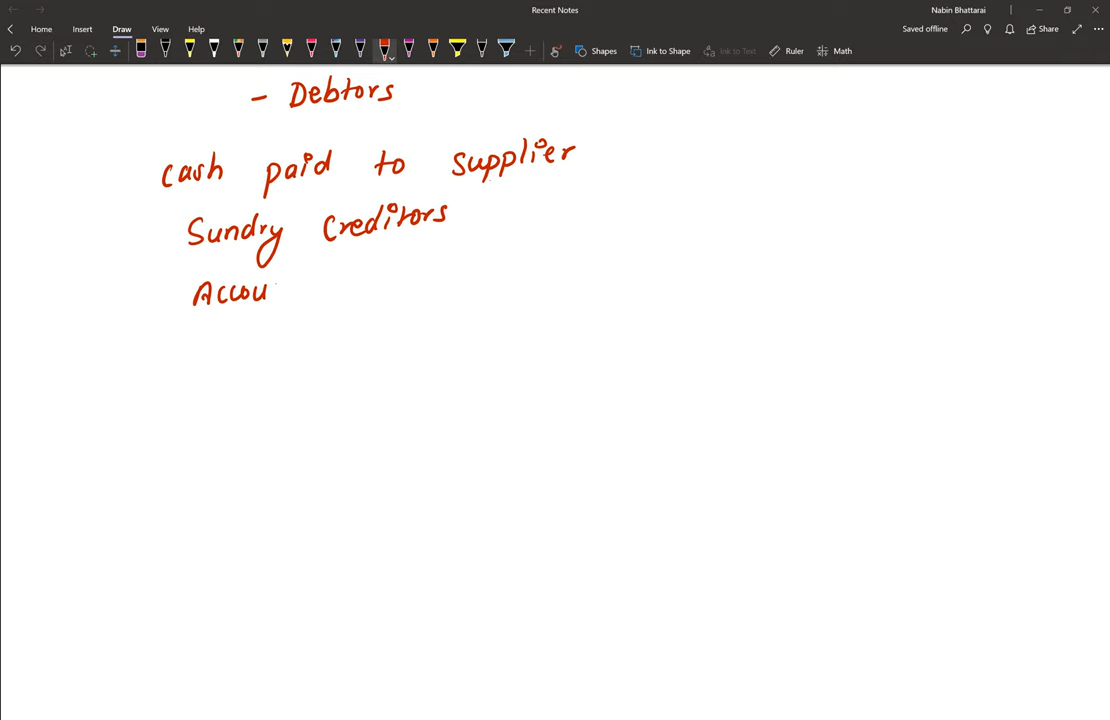 Recent Notes
Nabin Bhattarai
Home Insert Draw View Help
Saved offline
Share
Shapes
Ink to Shape
Ink to Text
Ruler
Math
- Debtors
cash paid to supplier
Sundry Creditors
Accou